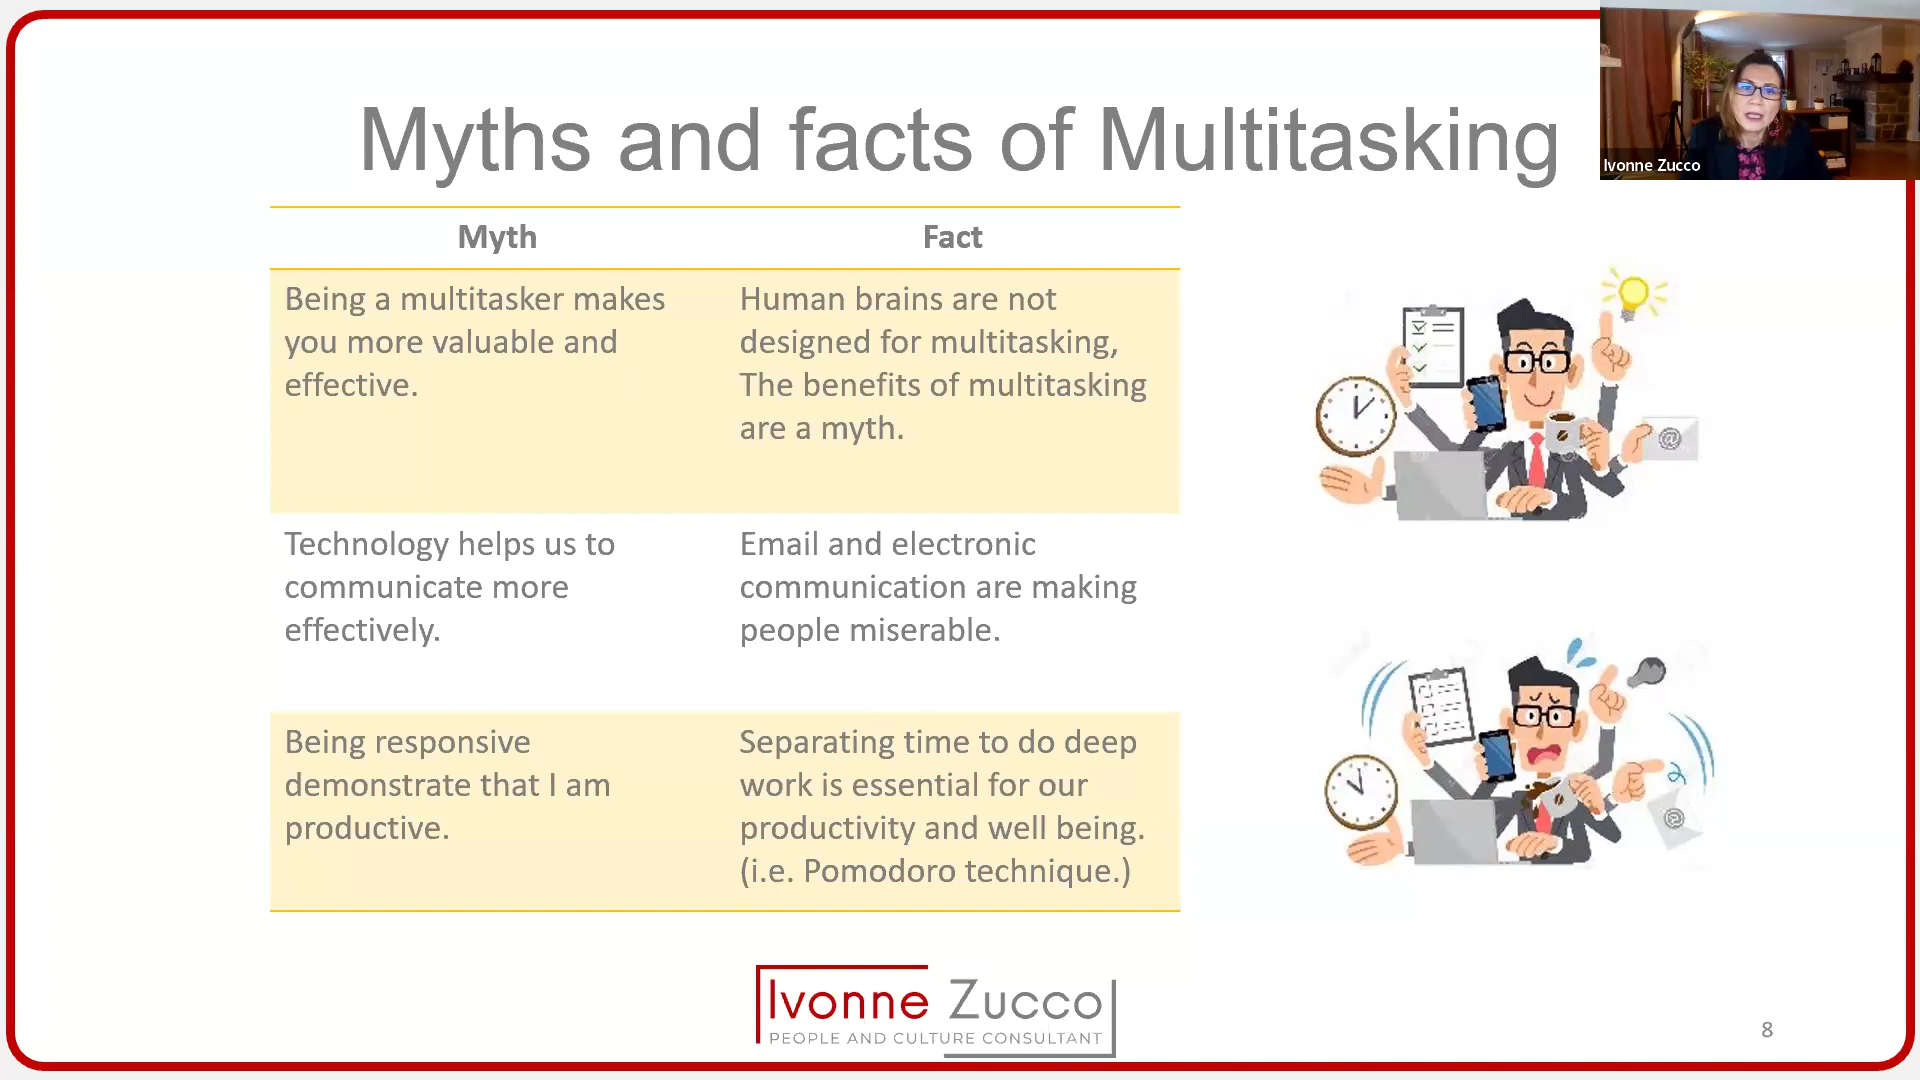 Myths and facts of Multitasking
Ivonne Zucco
Myth
Fact
Being a multitasker makes
you more valuable and
effective.
Human brains are not
designed for multitasking,
The benefits of multitasking
are a myth.
Technology helps us to
communicate more
effectively.
Email and electronic
communication are making
people miserable.
Being responsive
demonstrate that I am
productive.
Separating time to do deep
work is essential for our
productivity and well being.
(i.e. Pomodoro technique.)
@
@
Ivonne Zucco
PEOPLE AND CULTURE CONSULTANT
8